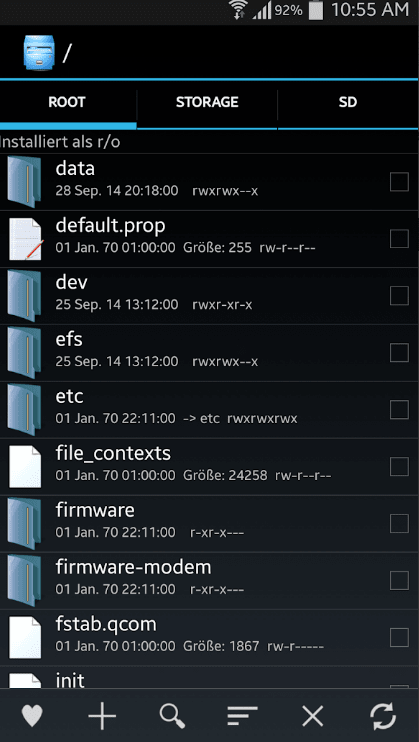 92% 10:55 AM
/
ROOT STORAGE SD
Installiert als r/o
data
28 Sep. 14 20:18:00 rwxrwx--x
default.prop
01 Jan. 70 01:00:00 Größe: 255 rw-r--r--
dev
25 Sep. 14 13:12:00 rwxr-xr-x
efs
25 Sep. 14 13:12:00 rwxrwx--x
etc
01 Jan. 70 22:11:00 -> etc rwxrwxrwx
file_contexts
01 Jan. 70 01:00:00 Größe: 24258 rw-r--r--
firmware
01 Jan. 70 22:11:00 r-xr-x---
firmware-modem
01 Jan. 70 22:11:00 r-xr-x---
fstab.qcom
01 Jan. 70 01:00:00 Größe: 1867 rw-r-----
init